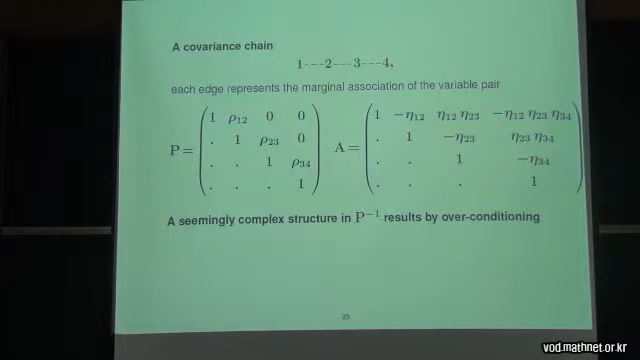 A covariance chain
1---2---3---4,
each edge represents the marginal association of the variable pair
P = ( 1 ρ₁₂ 0 0
. 1 ρ₂₃ 0
. . 1 ρ₃₄
. . . 1 )
A = ( 1 −η₁₂ η₁₂ η₂₃ −η₁₂ η₂₃ η₃₄
. 1 −η₂₃ η₂₃ η₃₄
. . 1 −η₃₄
. . . 1 )
A seemingly complex structure in P⁻¹ results by over-conditioning
23
vod.mathnet.or.kr